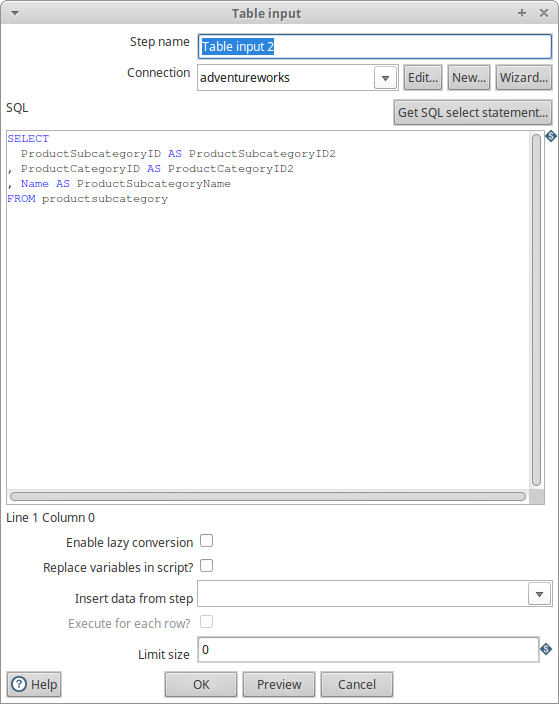 Table input
Step name Table input 2
Connection adventureworks Edit... New... Wizard...
SQL Get SQL select statement...
SELECT
ProductSubcategoryID AS ProductSubcategoryID2
, ProductCategoryID AS ProductCategoryID2
, Name AS ProductSubcategoryName
FROM productsubcategory
Line 1 Column 0
Enable lazy conversion
Replace variables in script?
Insert data from step
Execute for each row?
Limit size 0
Help OK Preview Cancel